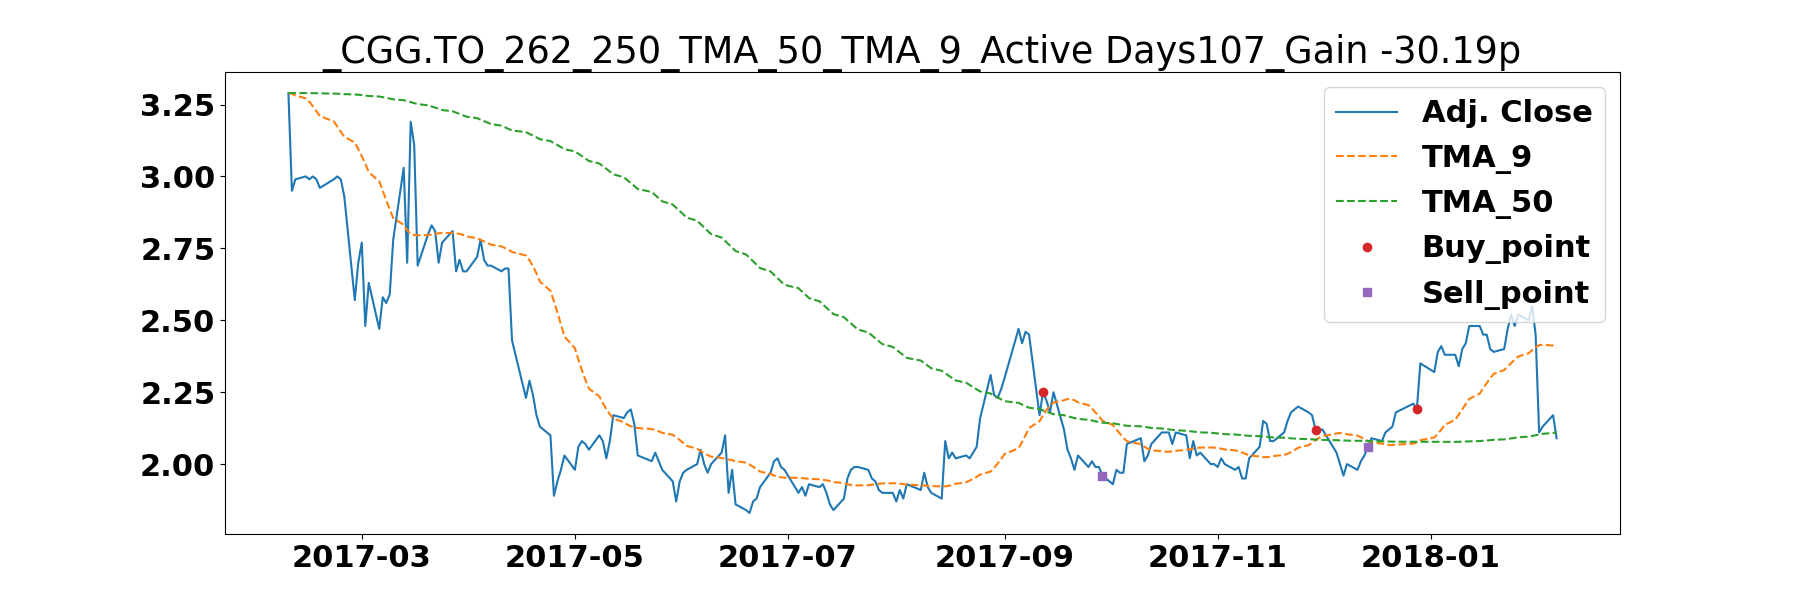 _CGG.TO_262_250_TMA_50_TMA_9_Active Days107_Gain -30.19p
3.25
3.00
2.75
2.50
2.25
2.00
Adj. Close
TMA_9
TMA_50
Buy_point
Sell_point
2017-03
2017-05
2017-07
2017-09
2017-11
2018-01